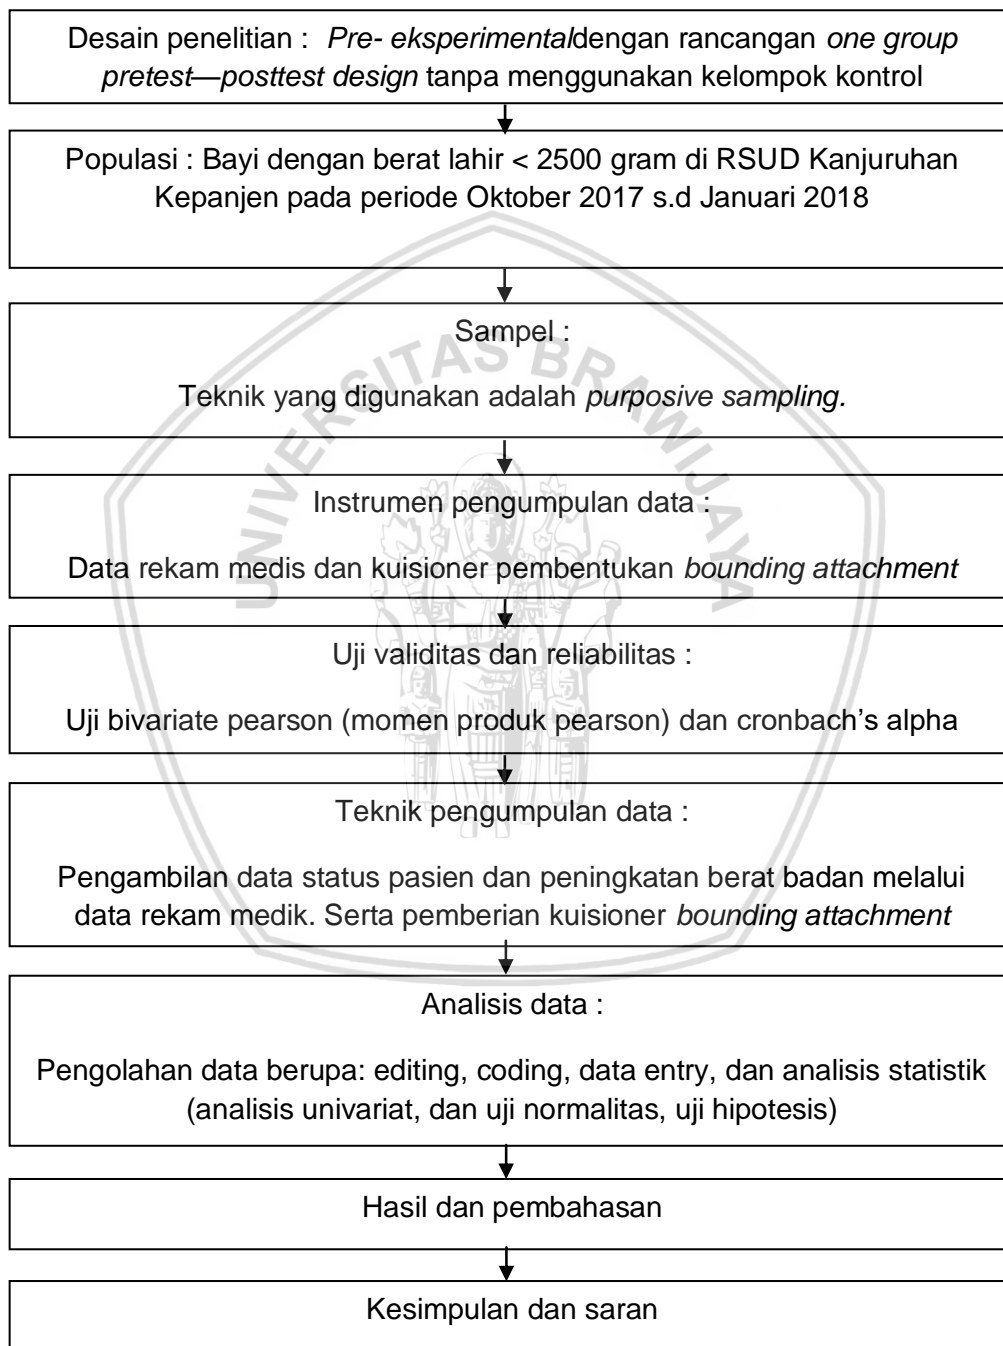 Desain penelitian : Pre- eksperimentaldengan rancangan one group
pretest—posttest design tanpa menggunakan kelompok kontrol
Populasi : Bayi dengan berat lahir < 2500 gram di RSUD Kanjuruhan
Kepanjen pada periode Oktober 2017 s.d Januari 2018
Sampel :
Teknik yang digunakan adalah purposive sampling.
Instrumen pengumpulan data :
Data rekam medis dan kuisioner pembentukan bounding attachment
Uji validitas dan reliabilitas :
Uji bivariate pearson (momen produk pearson) dan cronbach’s alpha
Teknik pengumpulan data :
Pengambilan data status pasien dan peningkatan berat badan melalui
data rekam medik. Serta pemberian kuisioner bounding attachment
Analisis data :
Pengolahan data berupa: editing, coding, data entry, dan analisis statistik
(analisis univariat, dan uji normalitas, uji hipotesis)
Hasil dan pembahasan
Kesimpulan dan saran
UNIVERSITAS BRAWIJAYA